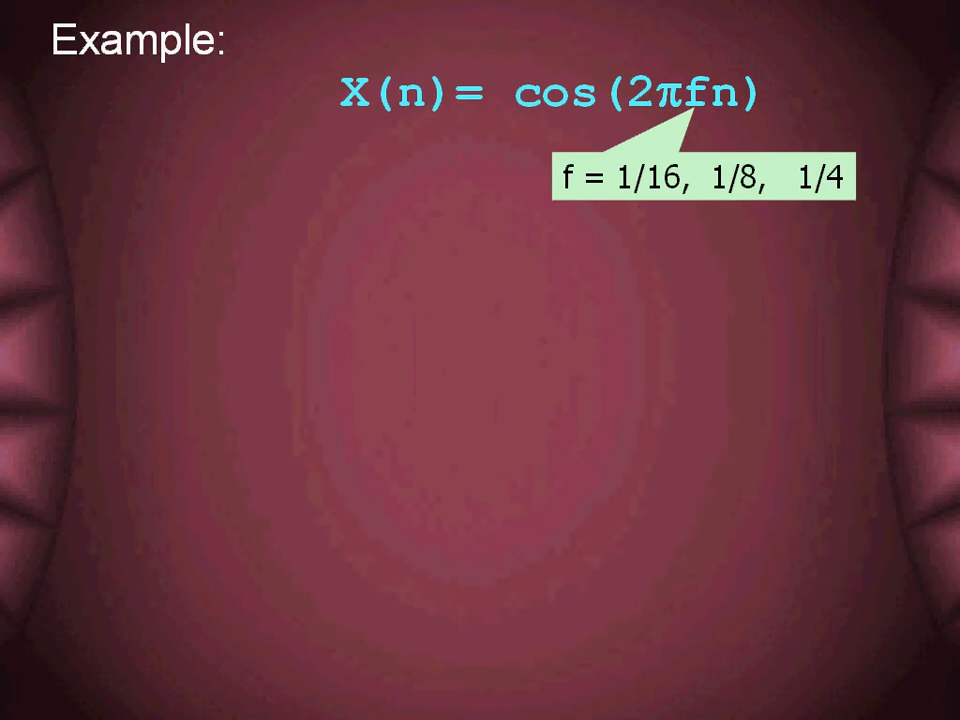 Example:
X(n)= cos(2πfn)
f = 1/16, 1/8, 1/4